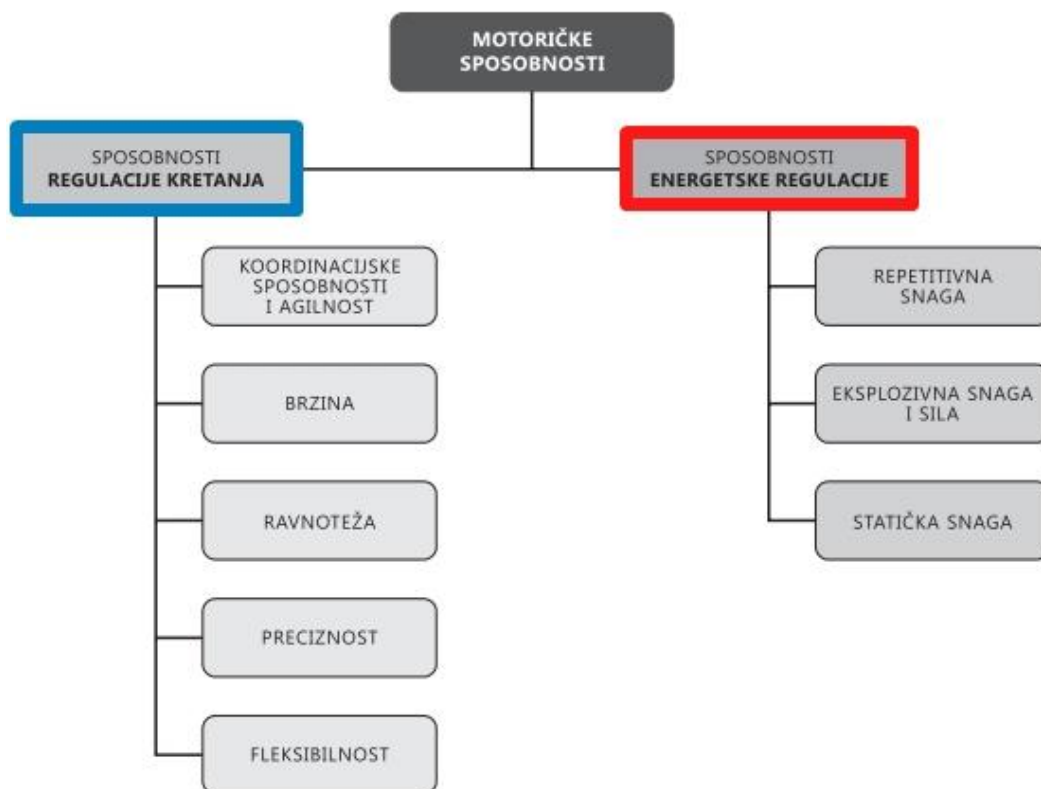 MOTORIČKE
SPOSOBNOSTI
SPOSOBNOSTI
REGULACIJE KRETANJA
SPOSOBNOSTI
ENERGETSKE REGULACIJE
KOORDINACIJSKE
SPOSOBNOSTI
I AGILNOST
BRZINA
RAVNOTEŽA
PRECIZNOST
FLEKSIBILNOST
REPETITIVNA
SNAGA
EKSPLOZIVNA SNAGA
I SILA
STATIČKA SNAGA